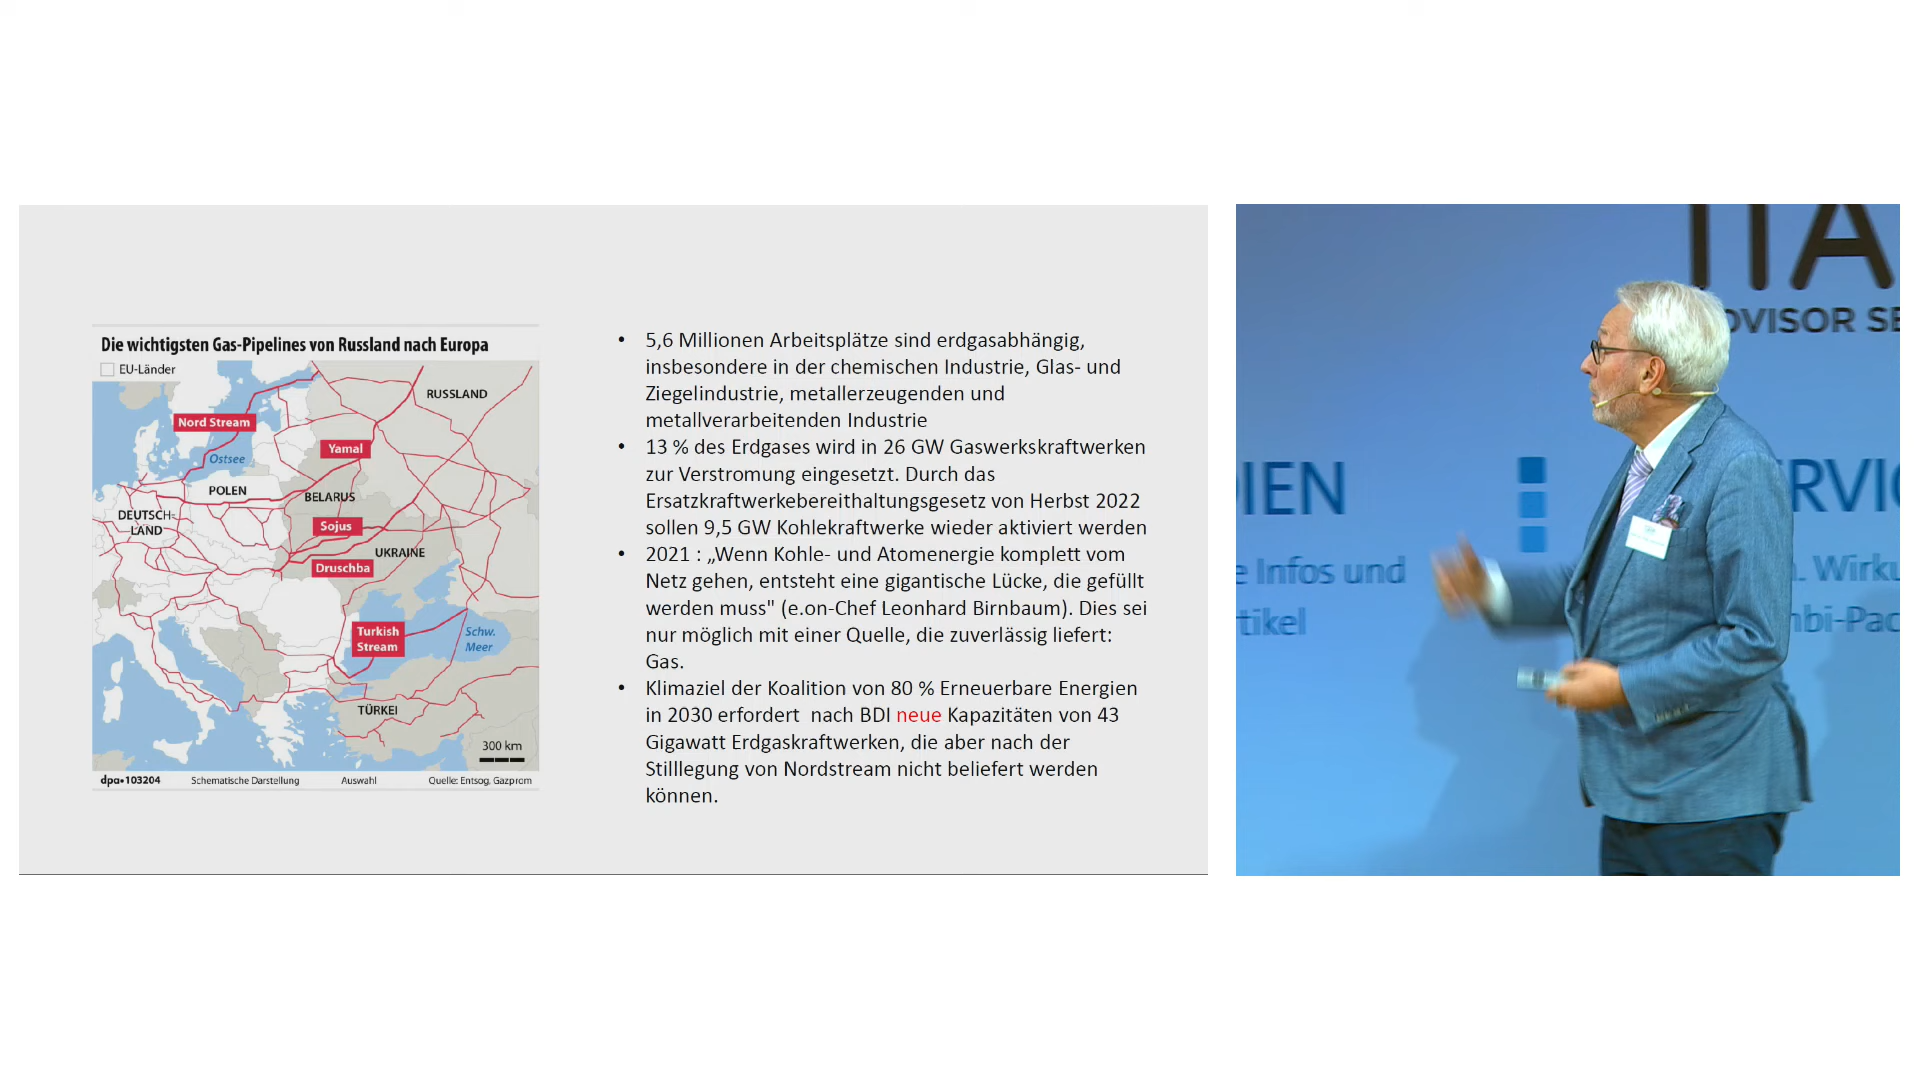 Die wichtigsten Gas-Pipelines von Russland nach Europa
EU-Länder
RUSSLAND
Nord Stream
Yamal
Ostsee
POLEN
BELARUS
DEUTSCH-
LAND
Sojus
UKRAINE
Druschba
Turkish
Stream
Schw.
Meer
TÜRKEI
300 km
dpa•103204 Schematische Darstellung Auswahl Quelle: Entsog, Gazprom
• 5,6 Millionen Arbeitsplätze sind erdgasabhängig,
insbesondere in der chemischen Industrie, Glas- und
Ziegelindustrie, metallerzeugenden und
metallverarbeitenden Industrie
• 13 % des Erdgases wird in 26 GW Gaswerkskraftwerken
zur Verstromung eingesetzt. Durch das
Ersatzkraftwerkebereithaltungsgesetz von Herbst 2022
sollen 9,5 GW Kohlekraftwerke wieder aktiviert werden
• 2021 : „Wenn Kohle- und Atomenergie komplett vom
Netz gehen, entsteht eine gigantische Lücke, die gefüllt
werden muss" (e.on-Chef Leonhard Birnbaum). Dies sei
nur möglich mit einer Quelle, die zuverlässig liefert:
Gas.
• Klimaziel der Koalition von 80 % Erneuerbare Energien
in 2030 erfordert nach BDI neue Kapazitäten von 43
Gigawatt Erdgaskraftwerken, die aber nach der
Stilllegung von Nordstream nicht beliefert werden
können.
IIA
DVISOR SE
DIEN
RVIC
e Infos und
tikel
. Wirku
mbi-Pac